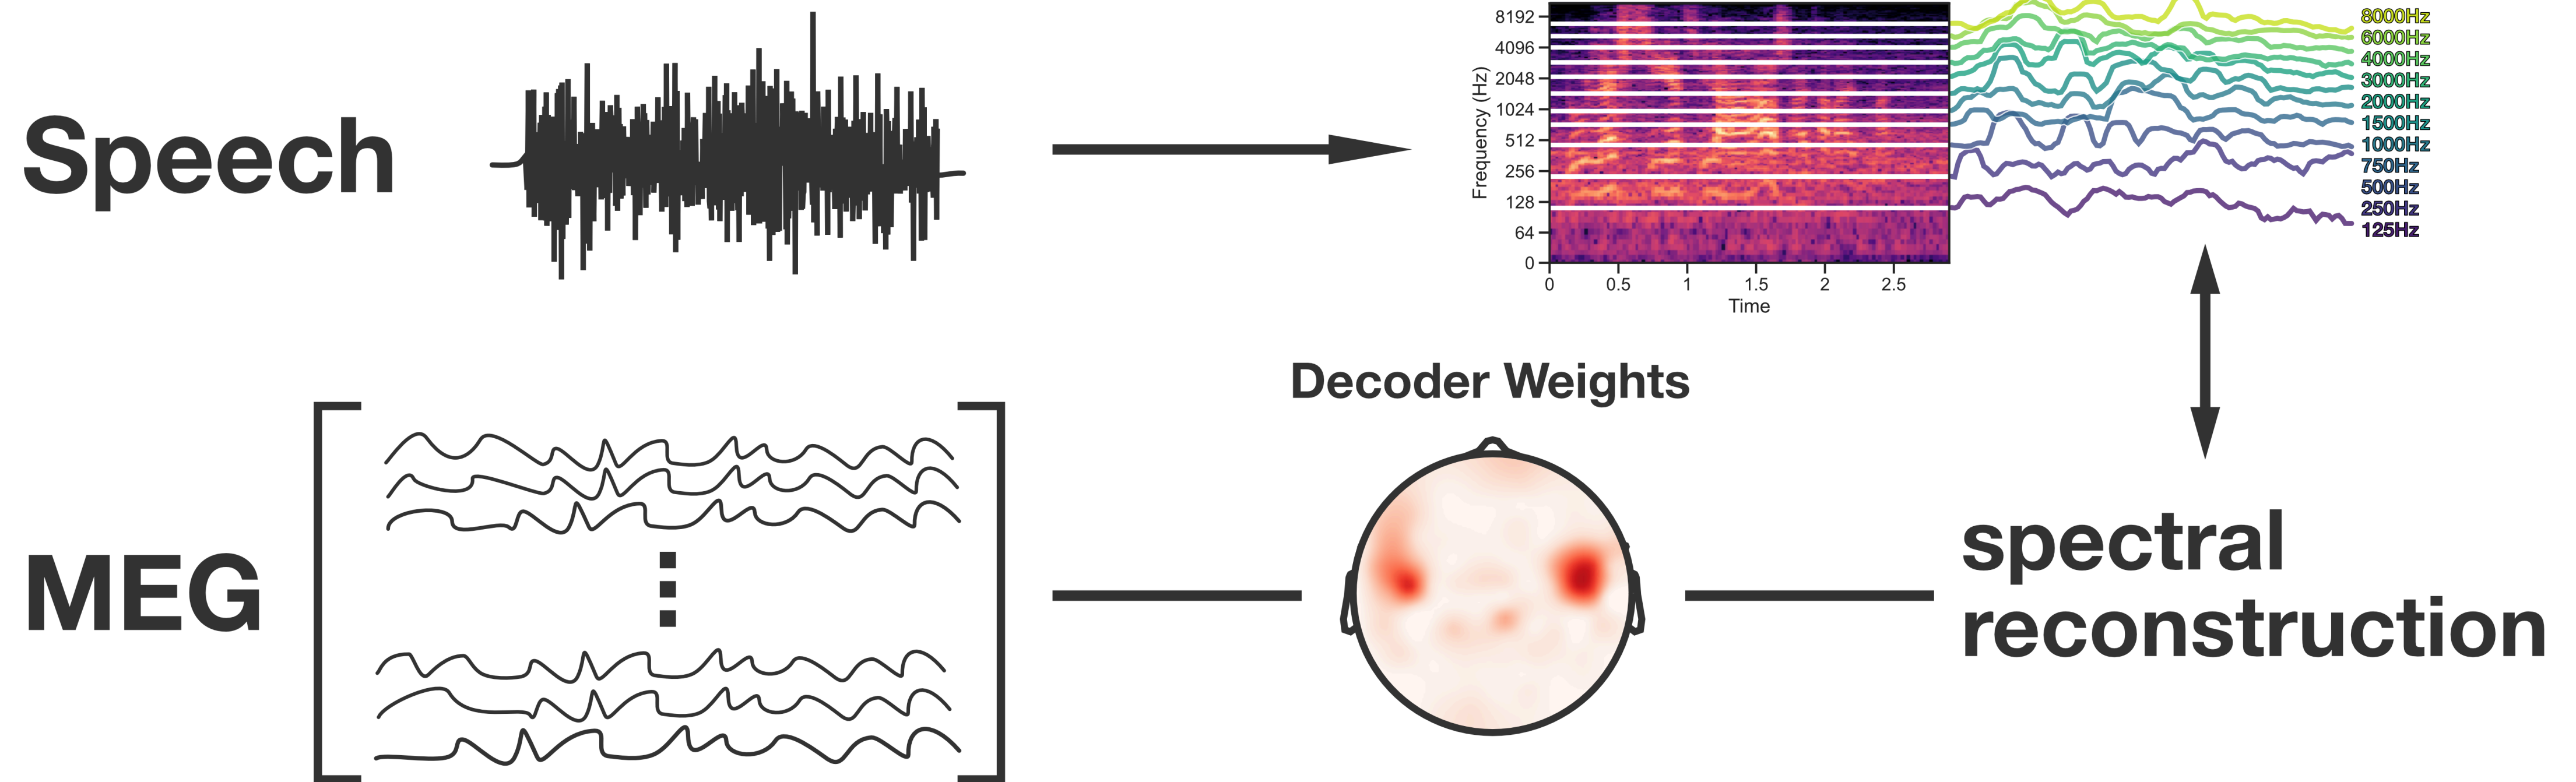 Speech
8192
4096
2048
1024
512
256
128
64
0
Frequency (Hz)
0 0.5 1 1.5 2 2.5
Time
8000Hz
6000Hz
4000Hz
3000Hz
2000Hz
1500Hz
1000Hz
750Hz
500Hz
250Hz
125Hz
MEG
Decoder Weights
spectral
reconstruction